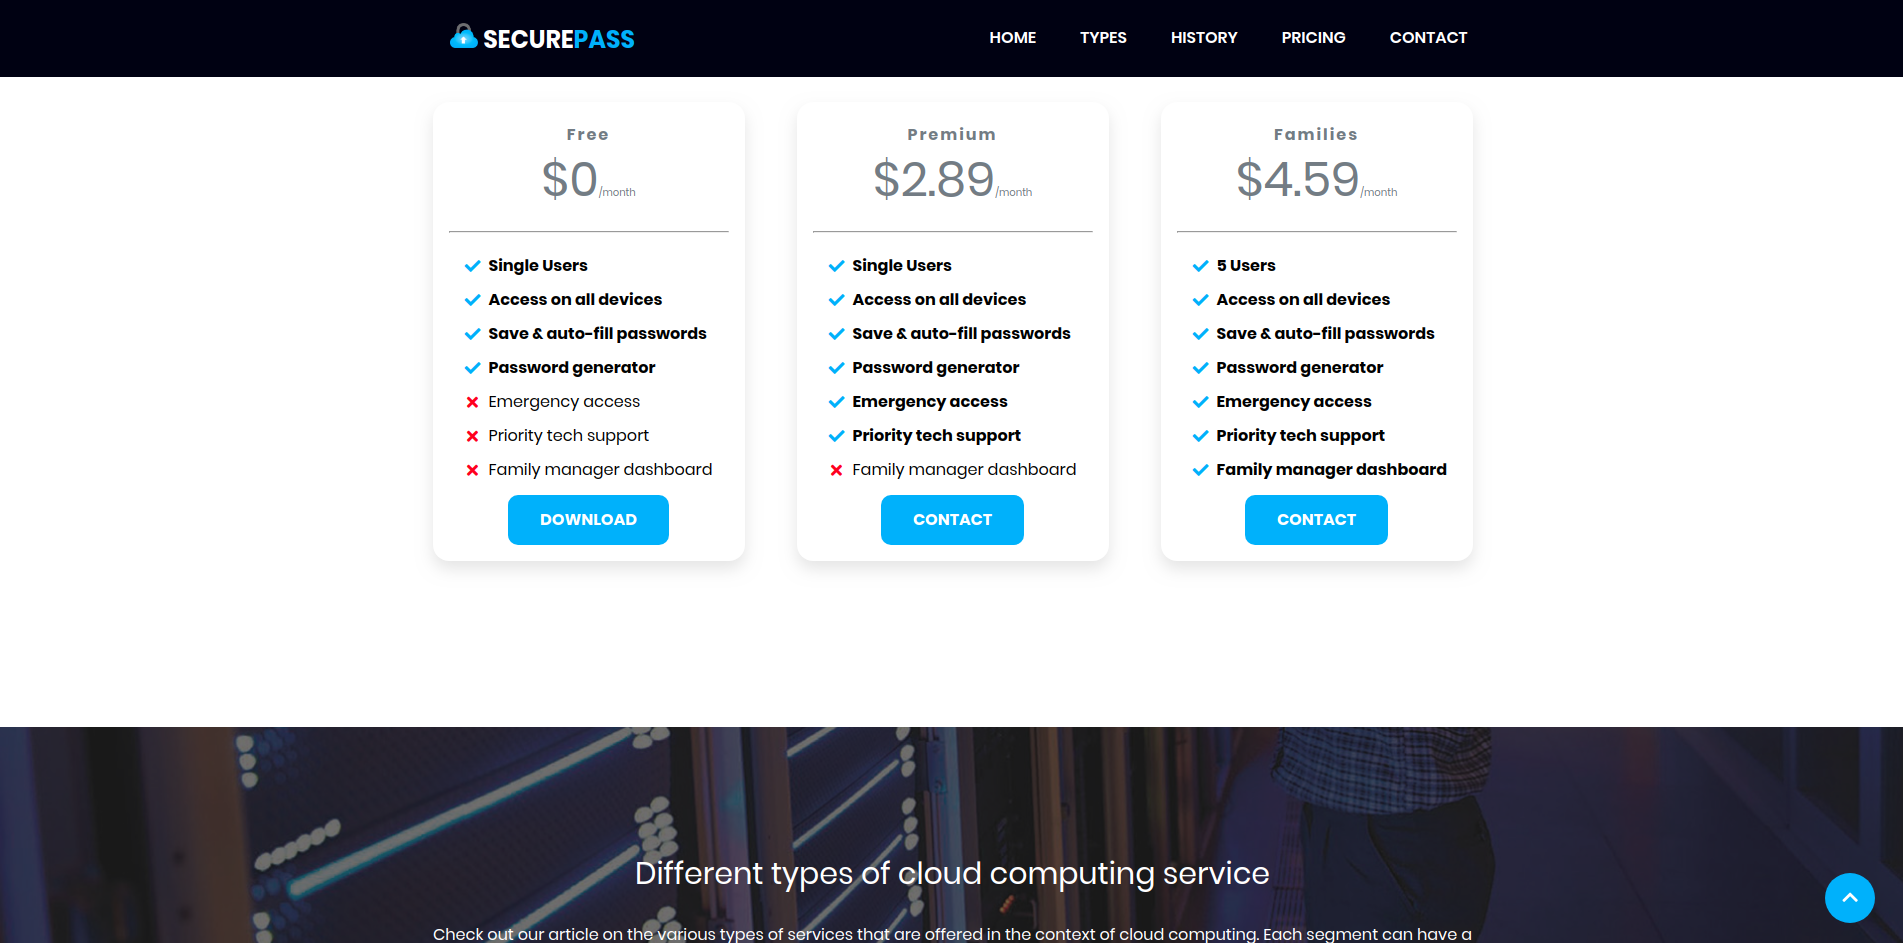 SECUREPASS
HOME TYPES HISTORY PRICING CONTACT
Free
$0/month
Single Users
Access on all devices
Save & auto-fill passwords
Password generator
Emergency access
Priority tech support
Family manager dashboard
DOWNLOAD
Premium
$2.89/month
Single Users
Access on all devices
Save & auto-fill passwords
Password generator
Emergency access
Priority tech support
Family manager dashboard
CONTACT
Families
$4.59/month
5 Users
Access on all devices
Save & auto-fill passwords
Password generator
Emergency access
Priority tech support
Family manager dashboard
CONTACT
Different types of cloud computing service
Check out our article on the various types of services that are offered in the context of cloud computing. Each segment can have a